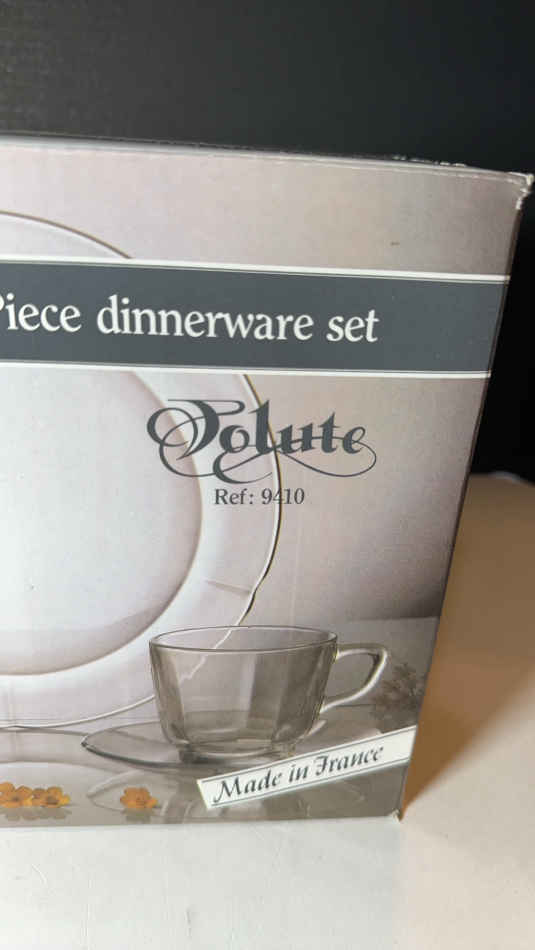 Piece dinnerware set
Volute
Ref: 9410
Made in France